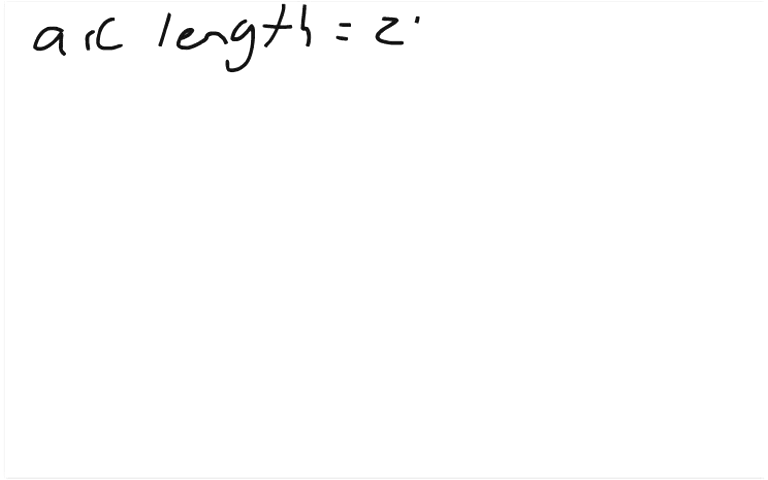 arc length = 2'